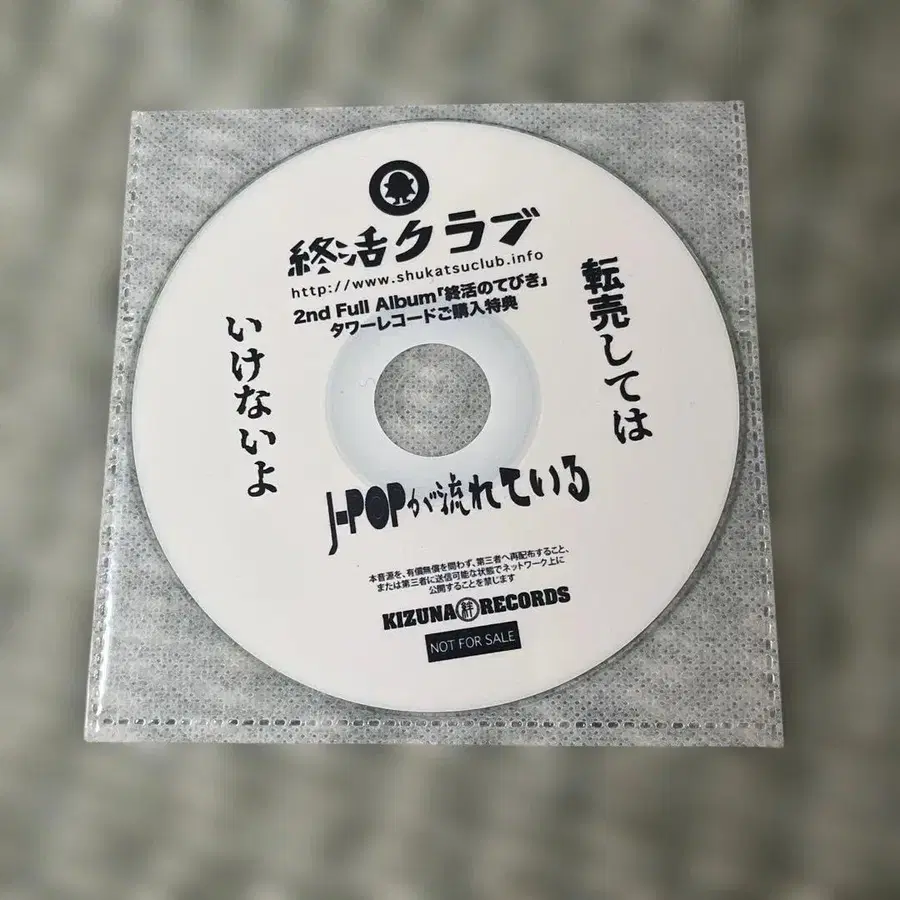 終活クラブ
http://www.shukatsuclub.info
2nd Full Album「終活のてびき」
タワーレコードご購入特典
転売しては
いけないよ
J-POPが流れている
本音源を、有償無償を問わず、第三者へ再配布すること、
または第三者に送信可能な状態でネットワーク上に
公開することを禁じます
KIZUNA 絆 RECORDS
NOT FOR SALE